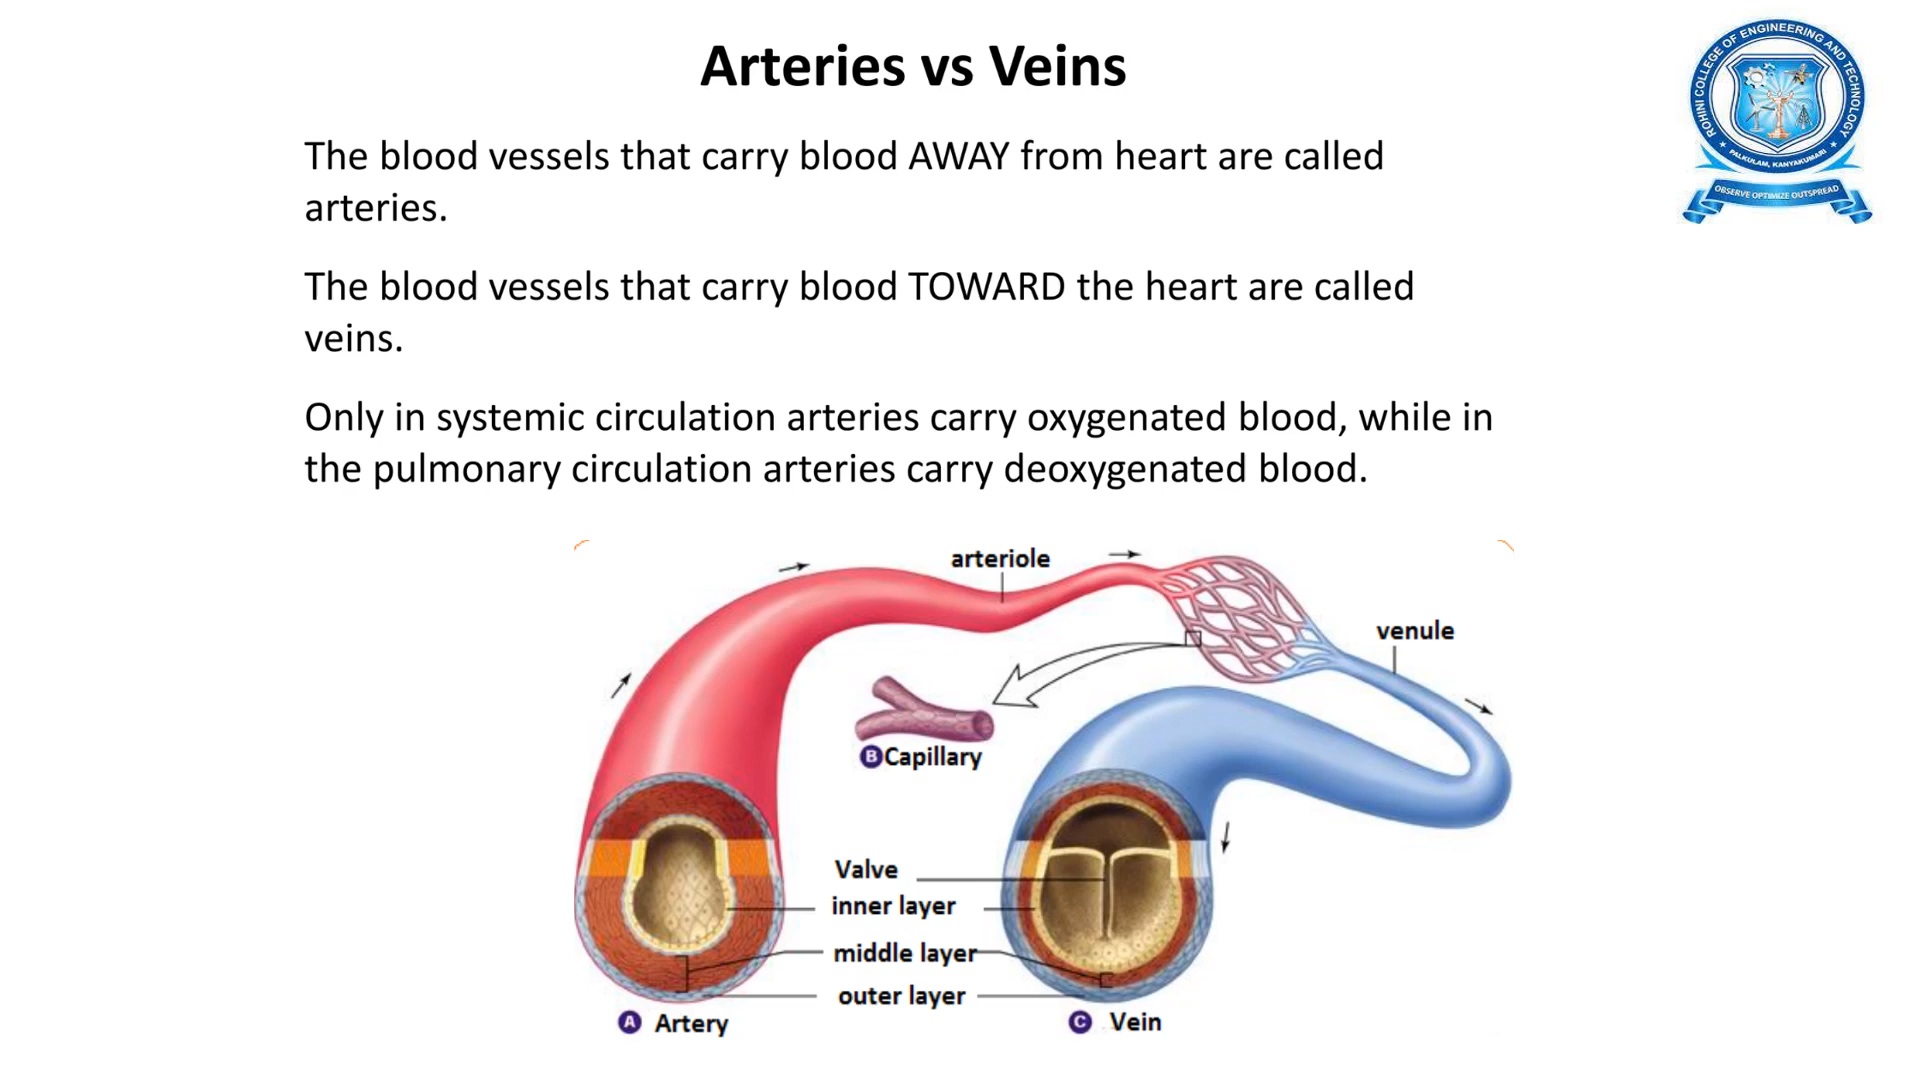 Arteries vs Veins
ROHINI COLLEGE OF ENGINEERING AND TECHNOLOGY
PALKULAM, KANYAKUMARI
OBSERVE OPTIMIZE OUTSPREAD
The blood vessels that carry blood AWAY from heart are called
arteries.
The blood vessels that carry blood TOWARD the heart are called
veins.
Only in systemic circulation arteries carry oxygenated blood, while in
the pulmonary circulation arteries carry deoxygenated blood.
arteriole
venule
B Capillary
Valve
inner layer
middle layer
outer layer
A Artery
C Vein